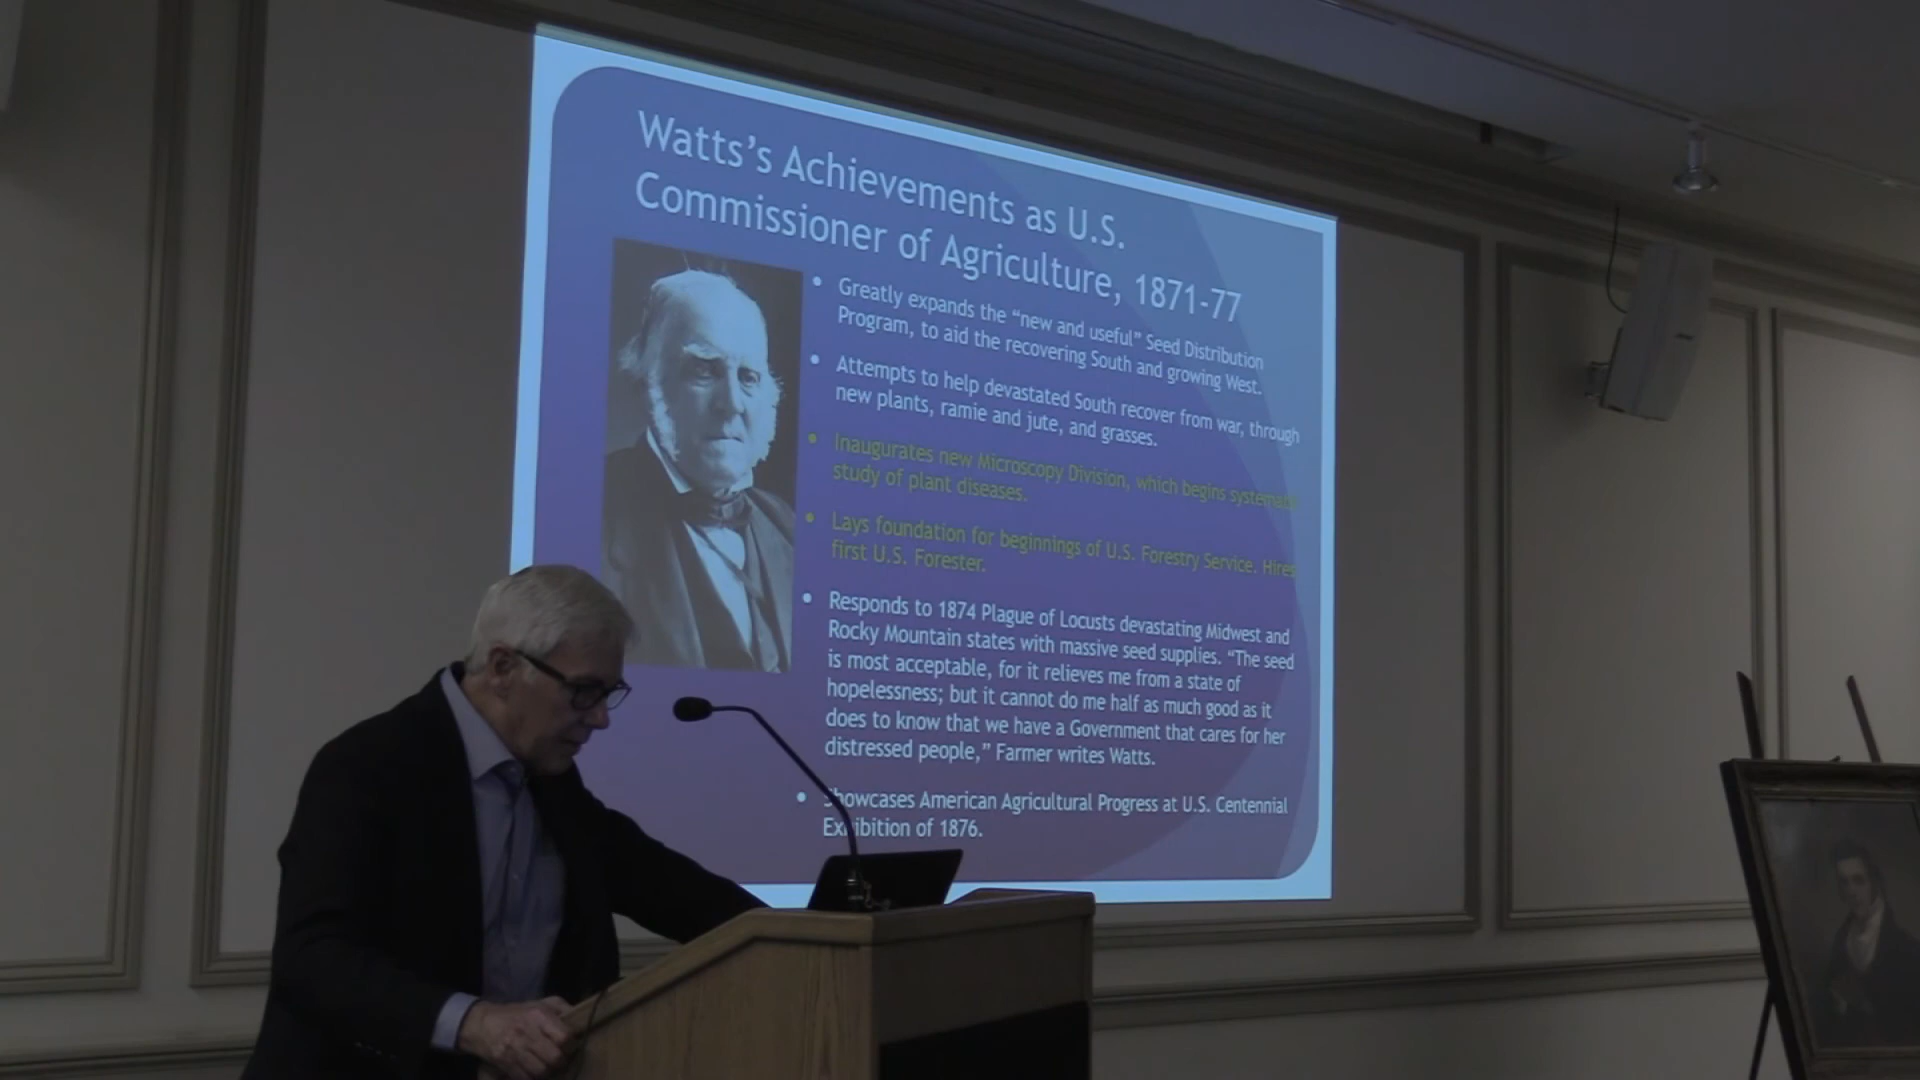 Watts’s Achievements as U.S.
Commissioner of Agriculture, 1871-77
• Greatly expands the “new and useful” Seed Distribution
Program, to aid the recovering South and growing West.
• Attempts to help devastated South recover from war, through
new plants, ramie and jute, and grasses.
• Inaugurates new Microscopy Division, which begins systematic
study of plant diseases.
• Lays foundation for beginnings of U.S. Forestry Service. Hires
first U.S. Forester.
• Responds to 1874 Plague of Locusts devastating Midwest and
Rocky Mountain states with massive seed supplies. “The seed
is most acceptable, for it relieves me from a state of
hopelessness; but it cannot do me half as much good as it
does to know that we have a Government that cares for her
distressed people,” Farmer writes Watts.
• Showcases American Agricultural Progress at U.S. Centennial
Exhibition of 1876.